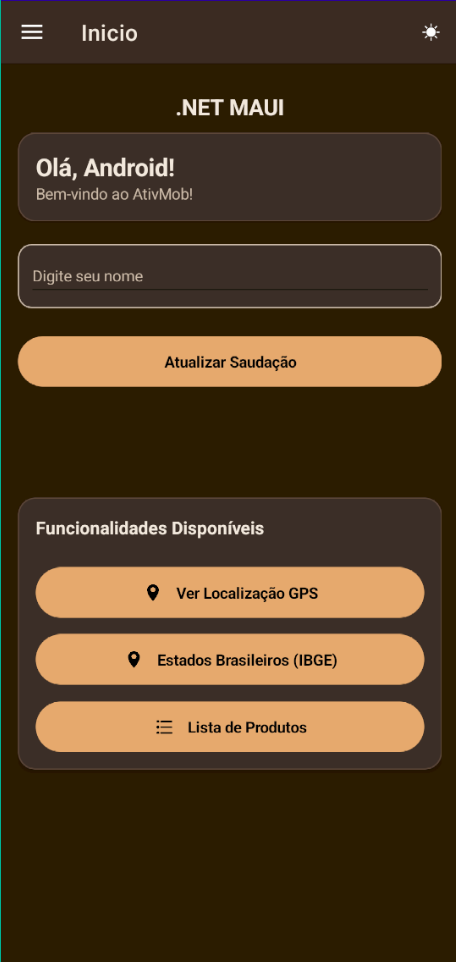 Inicio
.NET MAUI
Olá, Android!
Bem-vindo ao AtivMob!
Digite seu nome
Atualizar Saudação
Funcionalidades Disponíveis
Ver Localização GPS
Estados Brasileiros (IBGE)
Lista de Produtos